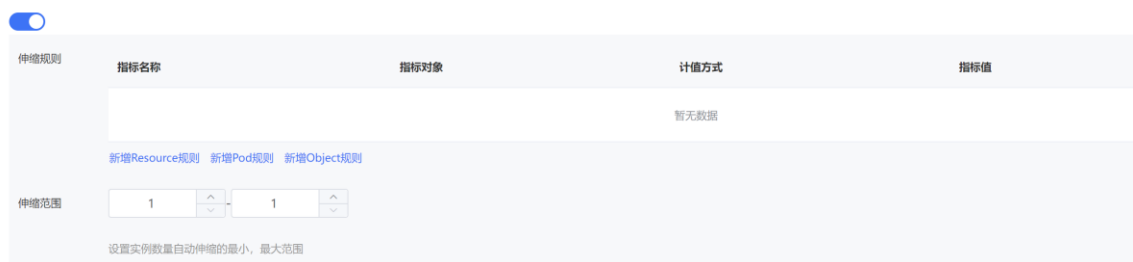 伸缩规则
指标名称 指标对象 计值方式 指标值
暂无数据
新增Resource规则 新增Pod规则 新增Object规则
伸缩范围 1 - 1
设置实例数量自动伸缩的最小，最大范围